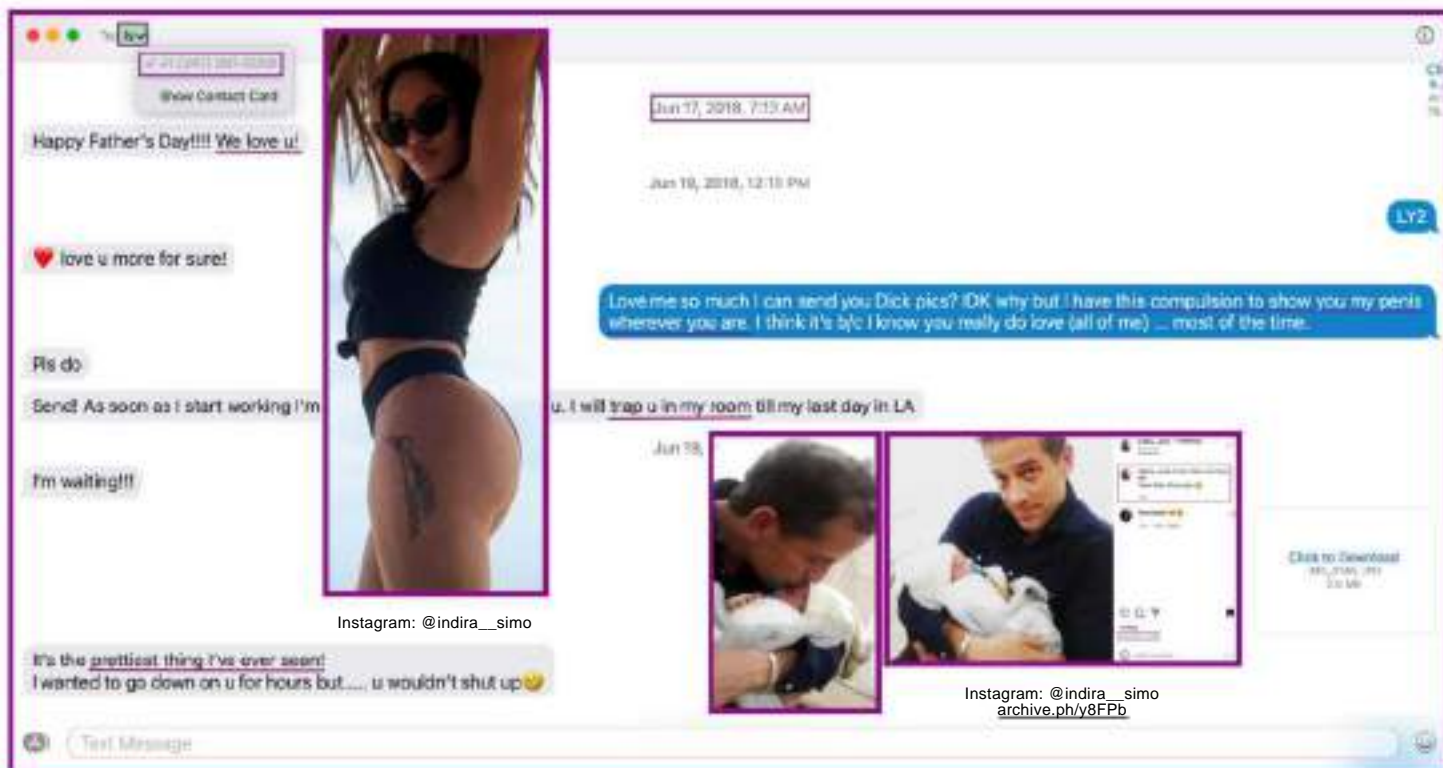 Show Contact Card
Jun 17, 2018, 7:13 AM
Happy Father's Day!!!! We love u!
Jun 18, 2018, 12:11 PM
LY2
❤️ love u more for sure!
Love me so much I can send you Dick pics? IDK why but I have this compulsion to show you my penis
wherever you are. I think it's b/c I know you really do love (all of me) ... most of the time.
Pls do
Send! As soon as I start working I'm u. I will trap u in my room till my last day in LA
Jun 18,
I'm waiting!!!
Click to Download
Instagram: @indira__simo
It's the prettiest thing I've ever seen!
I wanted to go down on u for hours but..... u wouldn't shut up🤣
Instagram: @indira__simo
archive.ph/y8FPb
Text Message